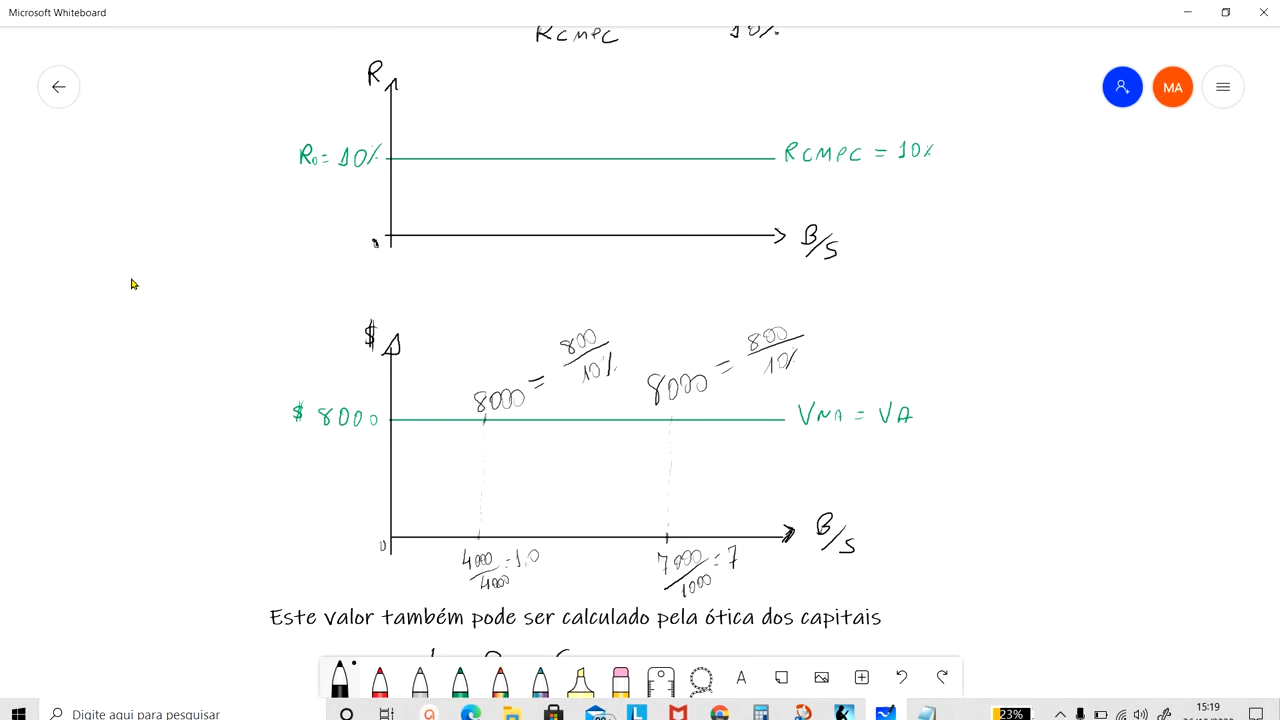 Microsoft Whiteboard
RCMPC 10%
R
MA
R₀ = 10%
RCMPC = 10%
0
B/S
$
8000 = 800/10%
8000 = 800/10%
$ 8000
VMA = VA
B/S
0
4000/4000 = 1,0
7000/1000 = 7
Este valor também pode ser calculado pela ótica dos capitais
A
Digite aqui para pesquisar
23%
15:19